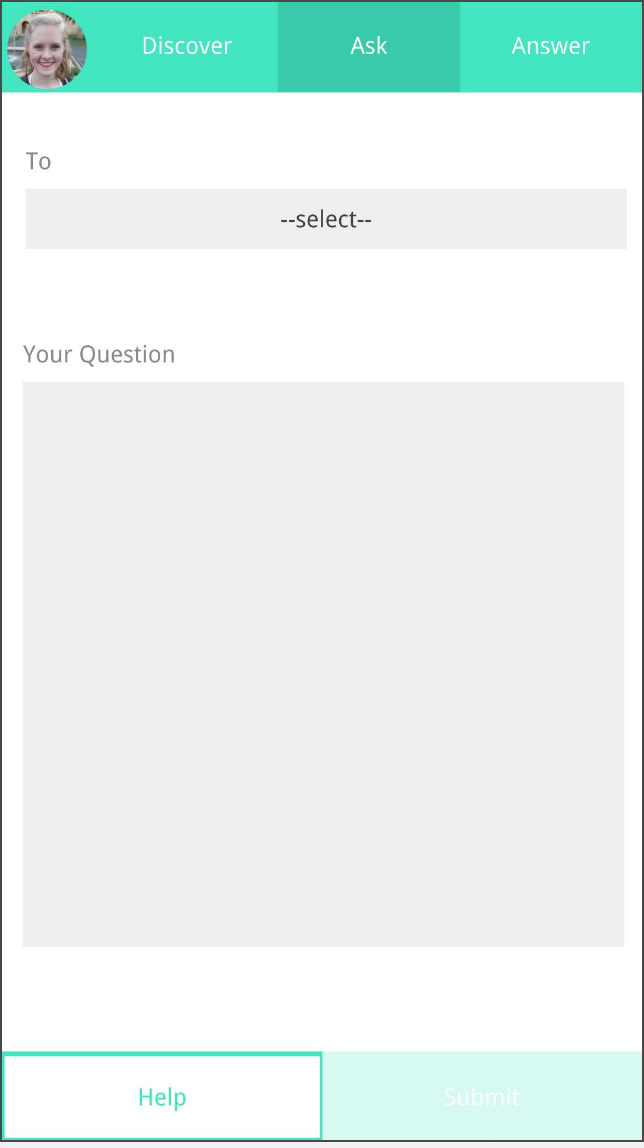 Discover Ask Answer
To
--select--
Your Question
Help Submit